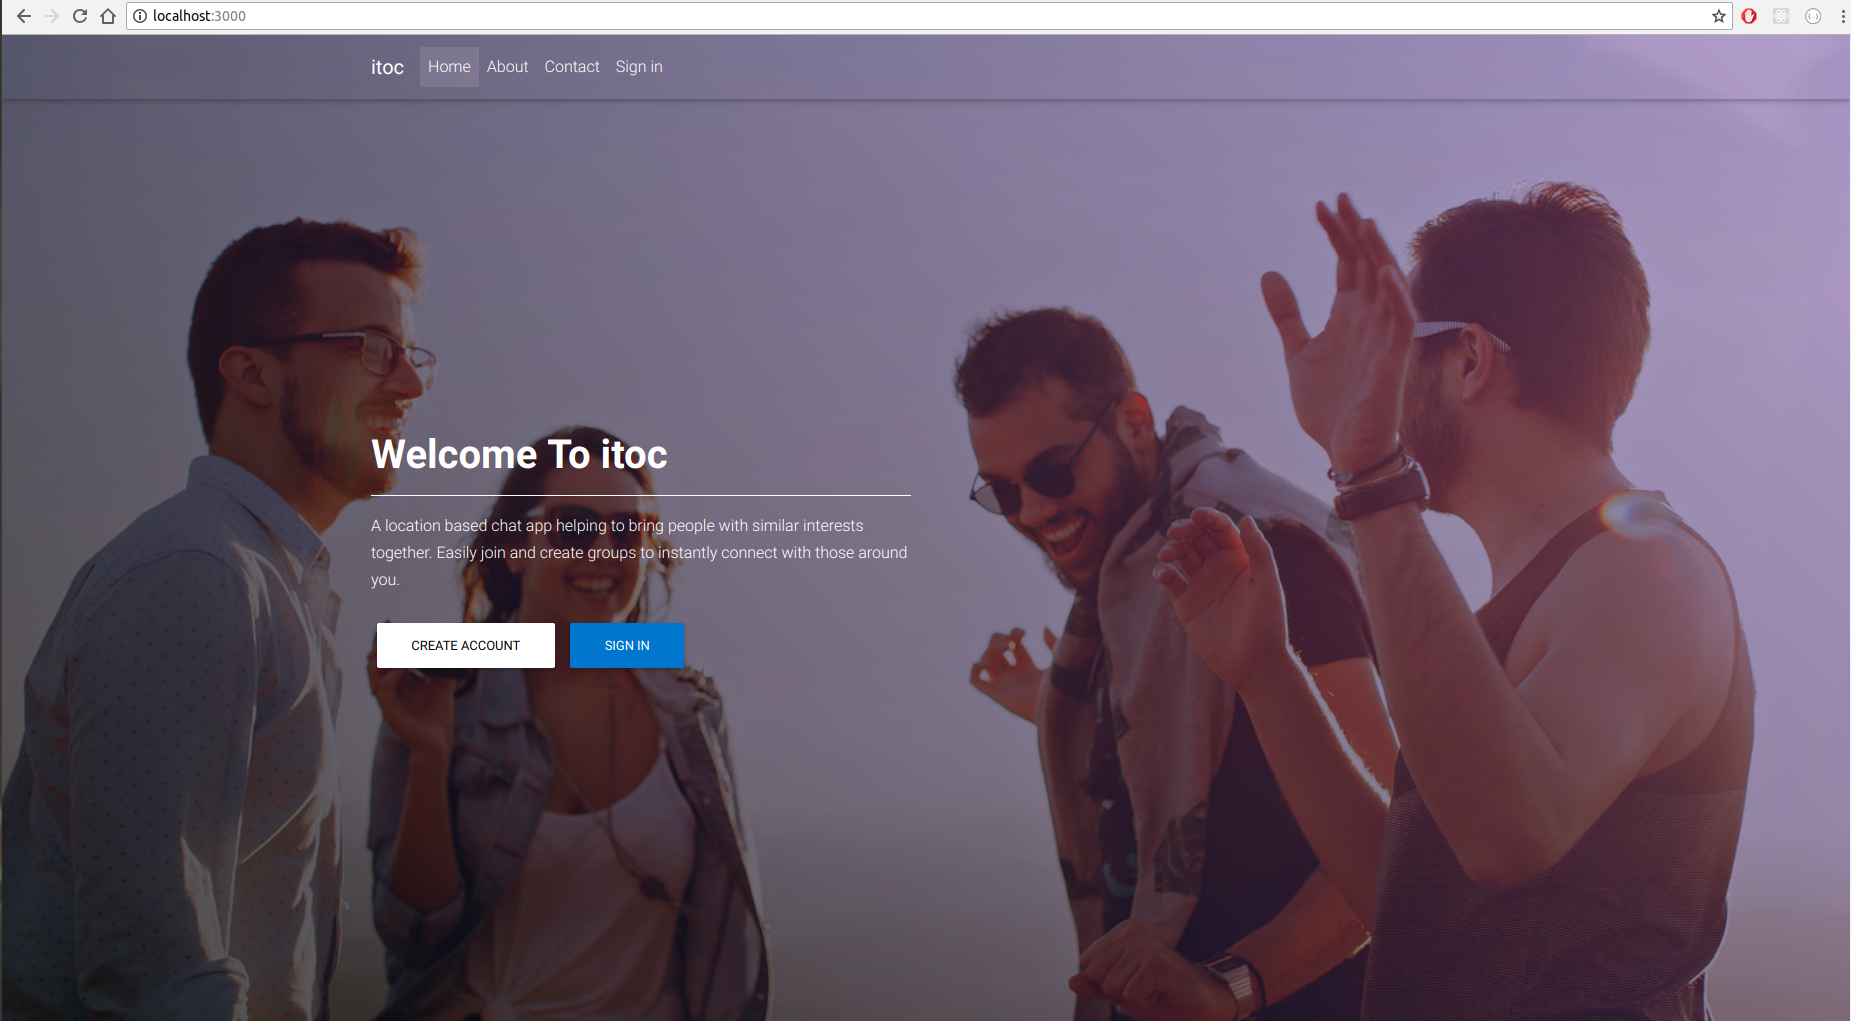 localhost:3000
itoc Home About Contact Sign in
Welcome To itoc
A location based chat app helping to bring people with similar interests
together. Easily join and create groups to instantly connect with those around
you.
CREATE ACCOUNT SIGN IN